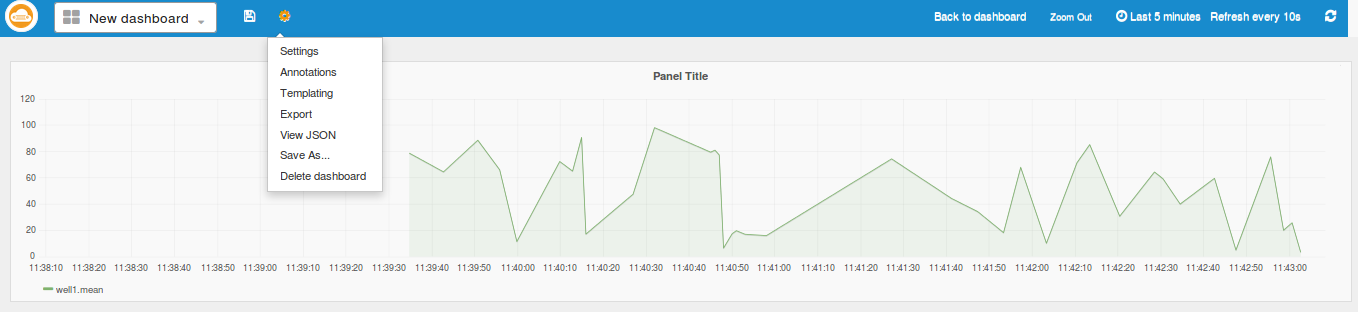 New dashboard
Back to dashboard Zoom Out Last 5 minutes Refresh every 10s
Settings
Annotations
Templating
Export
View JSON
Save As...
Delete dashboard
Panel Title
120
100
80
60
40
20
0
11:38:10 11:38:20 11:38:30 11:38:40 11:38:50 11:39:00 11:39:10 11:39:20 11:39:30 11:39:40 11:39:50 11:40:00 11:40:10 11:40:20 11:40:30 11:40:40 11:40:50 11:41:00 11:41:10 11:41:20 11:41:30 11:41:40 11:41:50 11:42:00 11:42:10 11:42:20 11:42:30 11:42:40 11:42:50 11:43:00
well1.mean